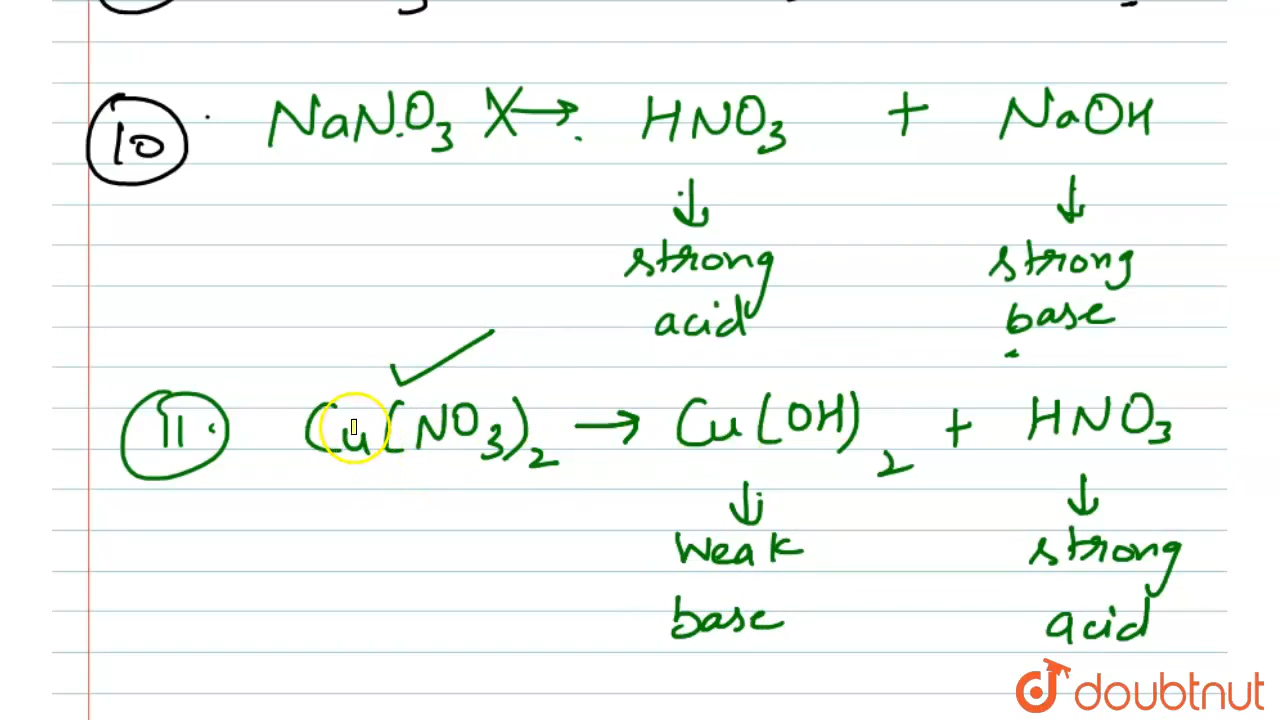 10 NaNO3 X→ HNO3 + NaOH
↓ ↓
strong strong
acid base
✓
11. Cu(NO3)2 → Cu(OH)2 + HNO3
↓ ↓
Weak strong
base acid
doubtnut